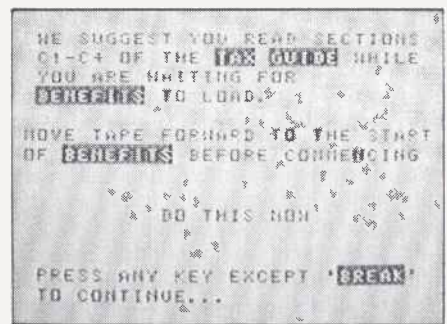 WE SUGGEST YOU READ SECTIONS
C1-C4 OF THE TAX GUIDE WHILE
YOU ARE WAITING FOR
BENEFITS TO LOAD.
MOVE TAPE FORWARD TO THE START
OF BENEFITS BEFORE COMMENCING
DO THIS NOW
PRESS ANY KEY EXCEPT 'BREAK'
TO CONTINUE...